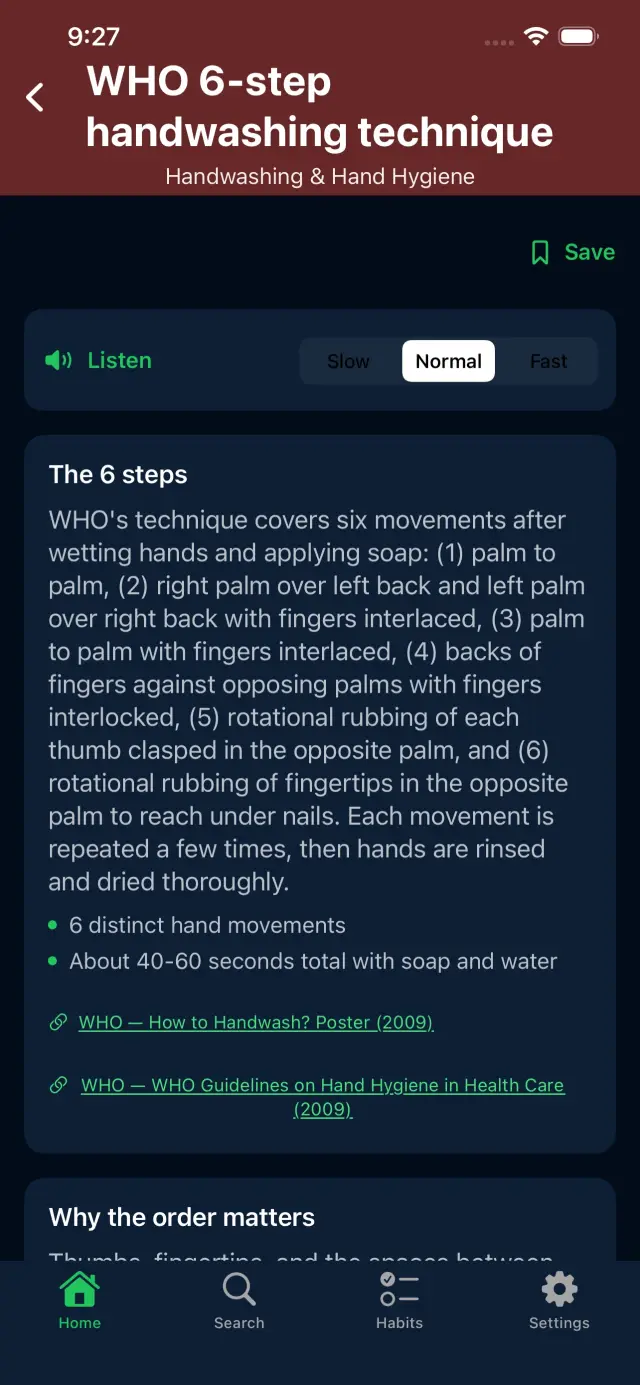 9:27
WHO 6-step
handwashing technique
Handwashing & Hand Hygiene
Save
Listen
Slow
Normal
Fast
The 6 steps
WHO's technique covers six movements after
wetting hands and applying soap: (1) palm to
palm, (2) right palm over left back and left palm
over right back with fingers interlaced, (3) palm
to palm with fingers interlaced, (4) backs of
fingers against opposing palms with fingers
interlocked, (5) rotational rubbing of each
thumb clasped in the opposite palm, and (6)
rotational rubbing of fingertips in the opposite
palm to reach under nails. Each movement is
repeated a few times, then hands are rinsed
and dried thoroughly.
6 distinct hand movements
About 40-60 seconds total with soap and water
WHO — How to Handwash? Poster (2009)
WHO — WHO Guidelines on Hand Hygiene in Health Care
(2009)
Why the order matters
Thumbs, fingertips, and the spaces between
Home
Search
Habits
Settings